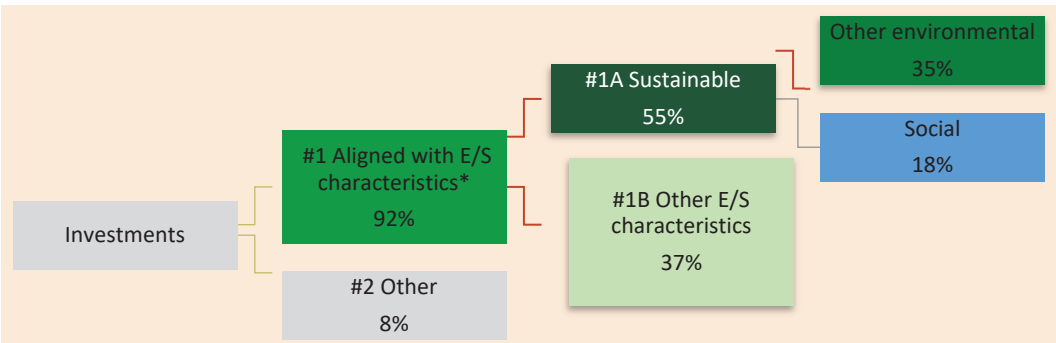 Investments
#1 Aligned with E/S
characteristics*
92%
#2 Other
8%
#1A Sustainable
55%
#1B Other E/S
characteristics
37%
Other environmental
35%
Social
18%